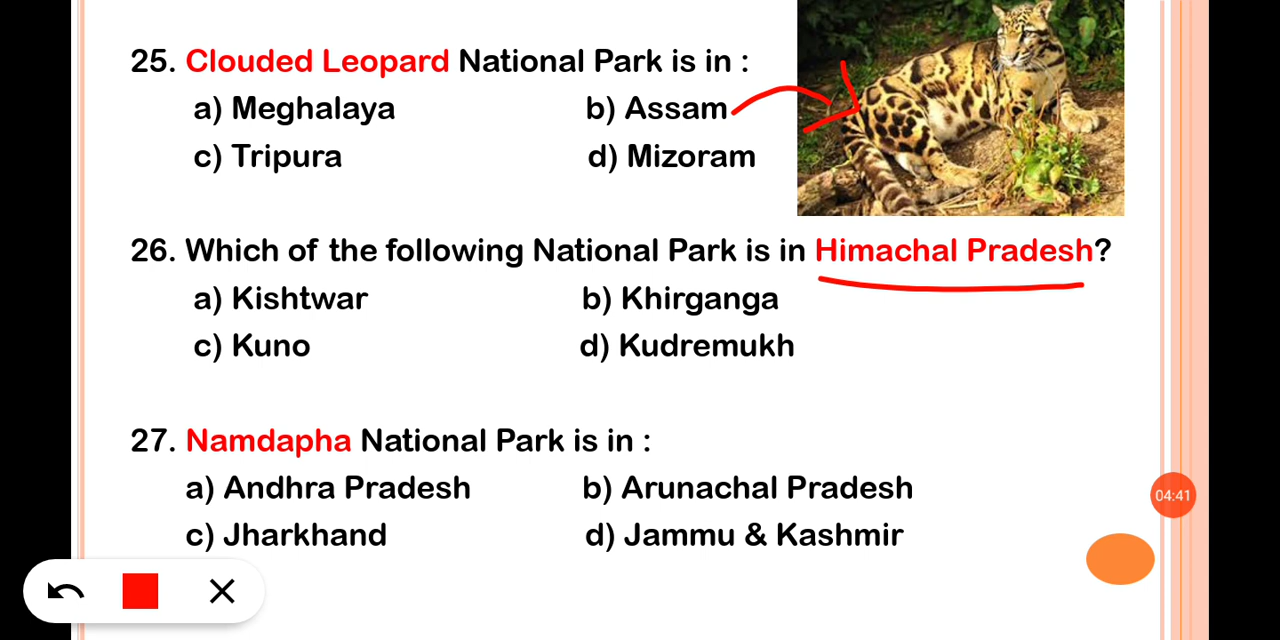 25. Clouded Leopard National Park is in :
a) Meghalaya b) Assam
c) Tripura d) Mizoram
26. Which of the following National Park is in Himachal Pradesh?
a) Kishtwar b) Khirganga
c) Kuno d) Kudremukh
27. Namdapha National Park is in :
a) Andhra Pradesh b) Arunachal Pradesh
c) Jharkhand d) Jammu & Kashmir
04:41